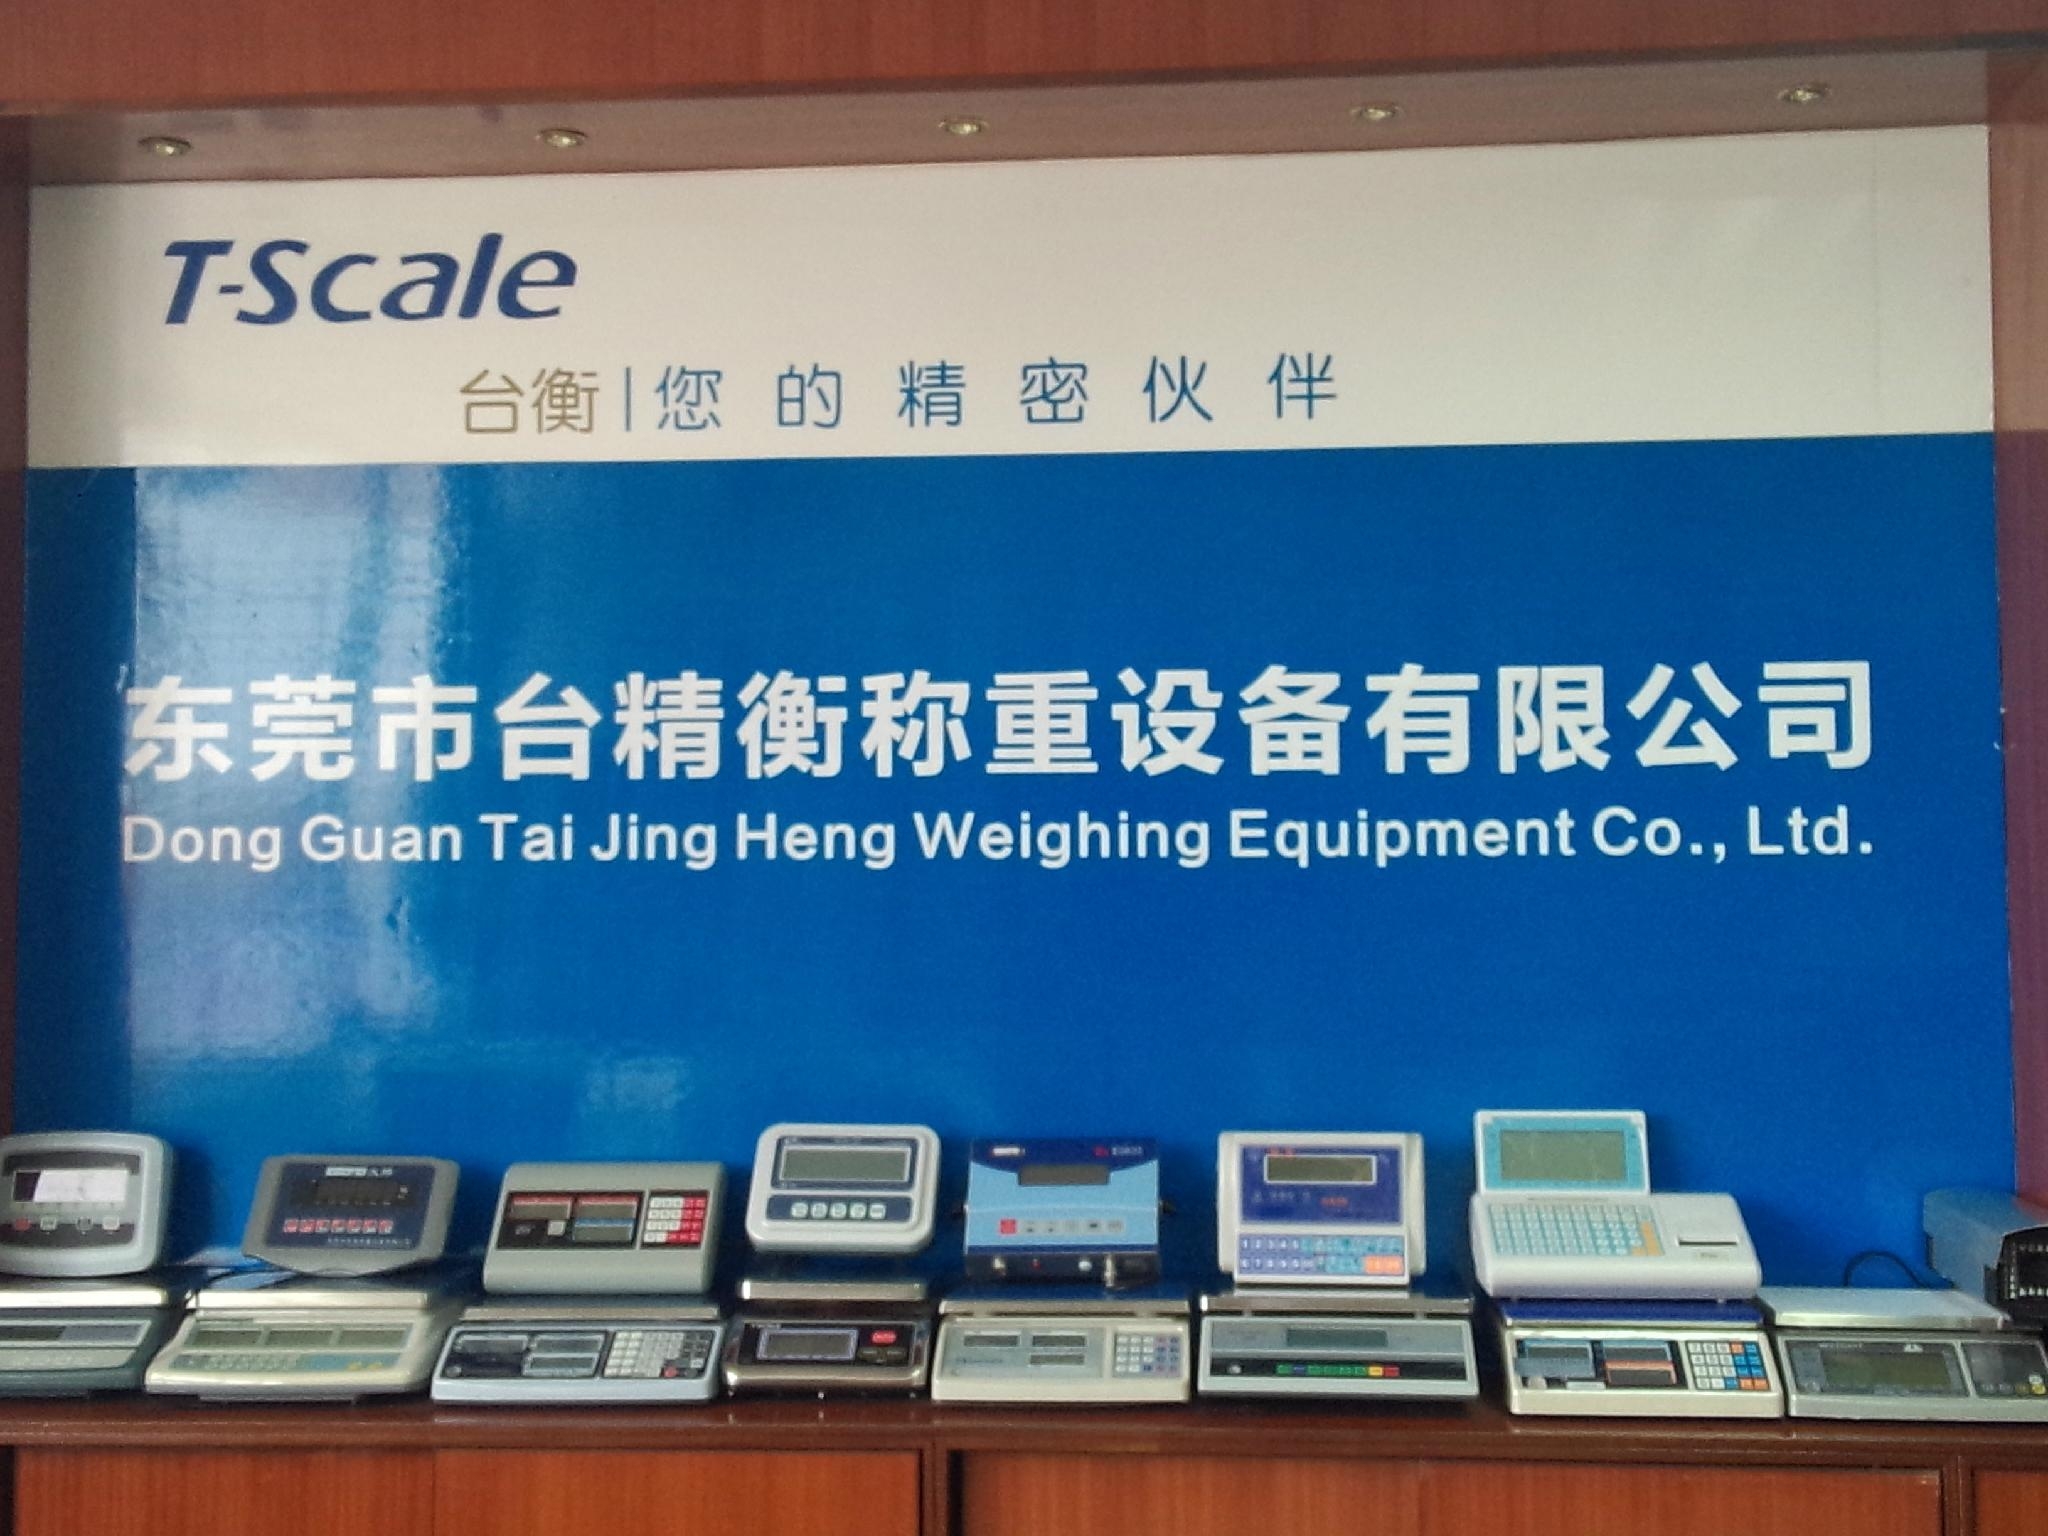 T-Scale
台衡|您的精密伙伴
东莞市台精衡称重设备有限公司
Dong Guan Tai Jing Heng Weighing Equipment Co., Ltd.